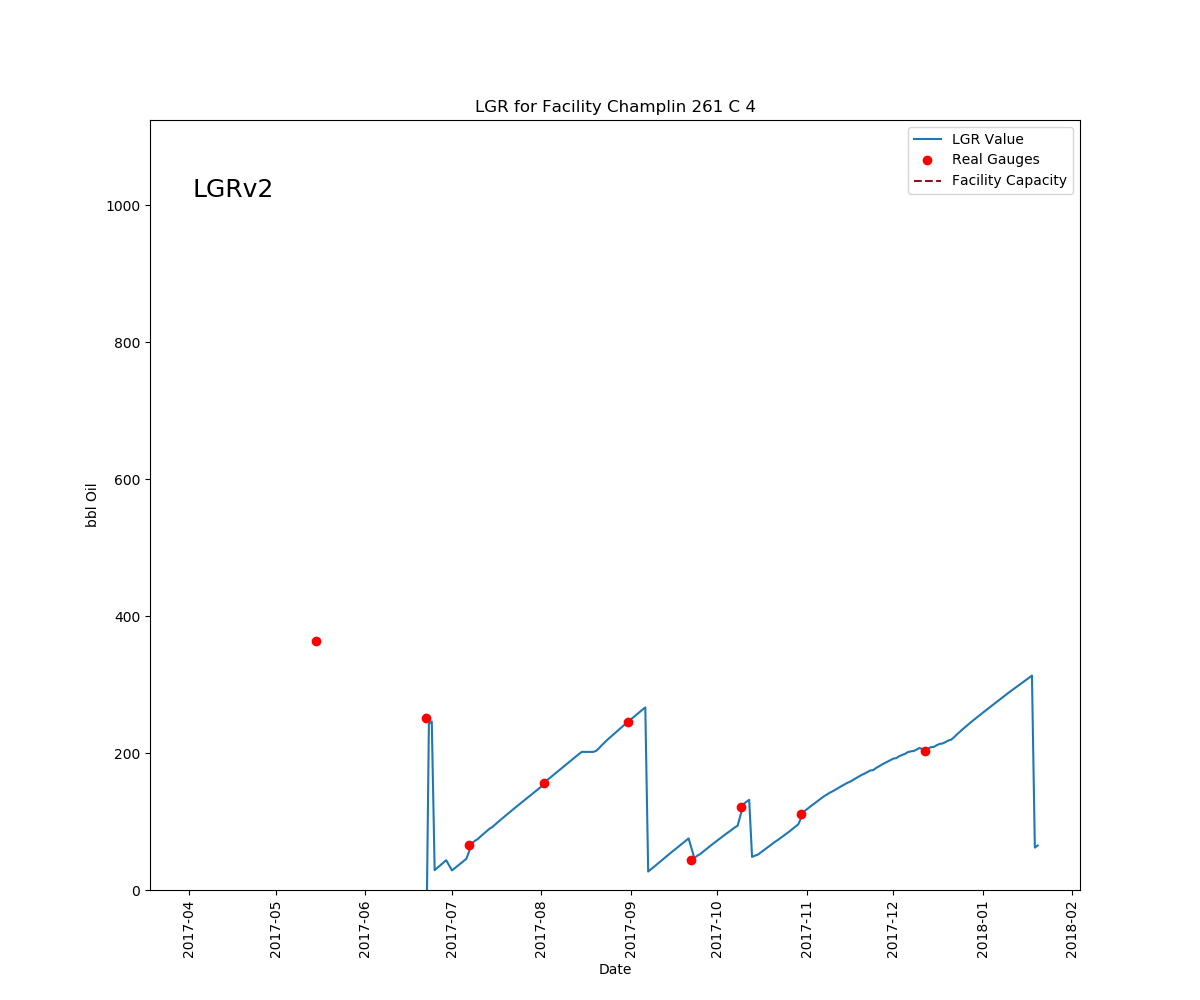 LGR for Facility Champlin 261 C 4
LGRv2
LGR Value
Real Gauges
Facility Capacity
bbl Oil
1000
800
600
400
200
0
2017-04
2017-05
2017-06
2017-07
2017-08
2017-09
2017-10
2017-11
2017-12
2018-01
2018-02
Date